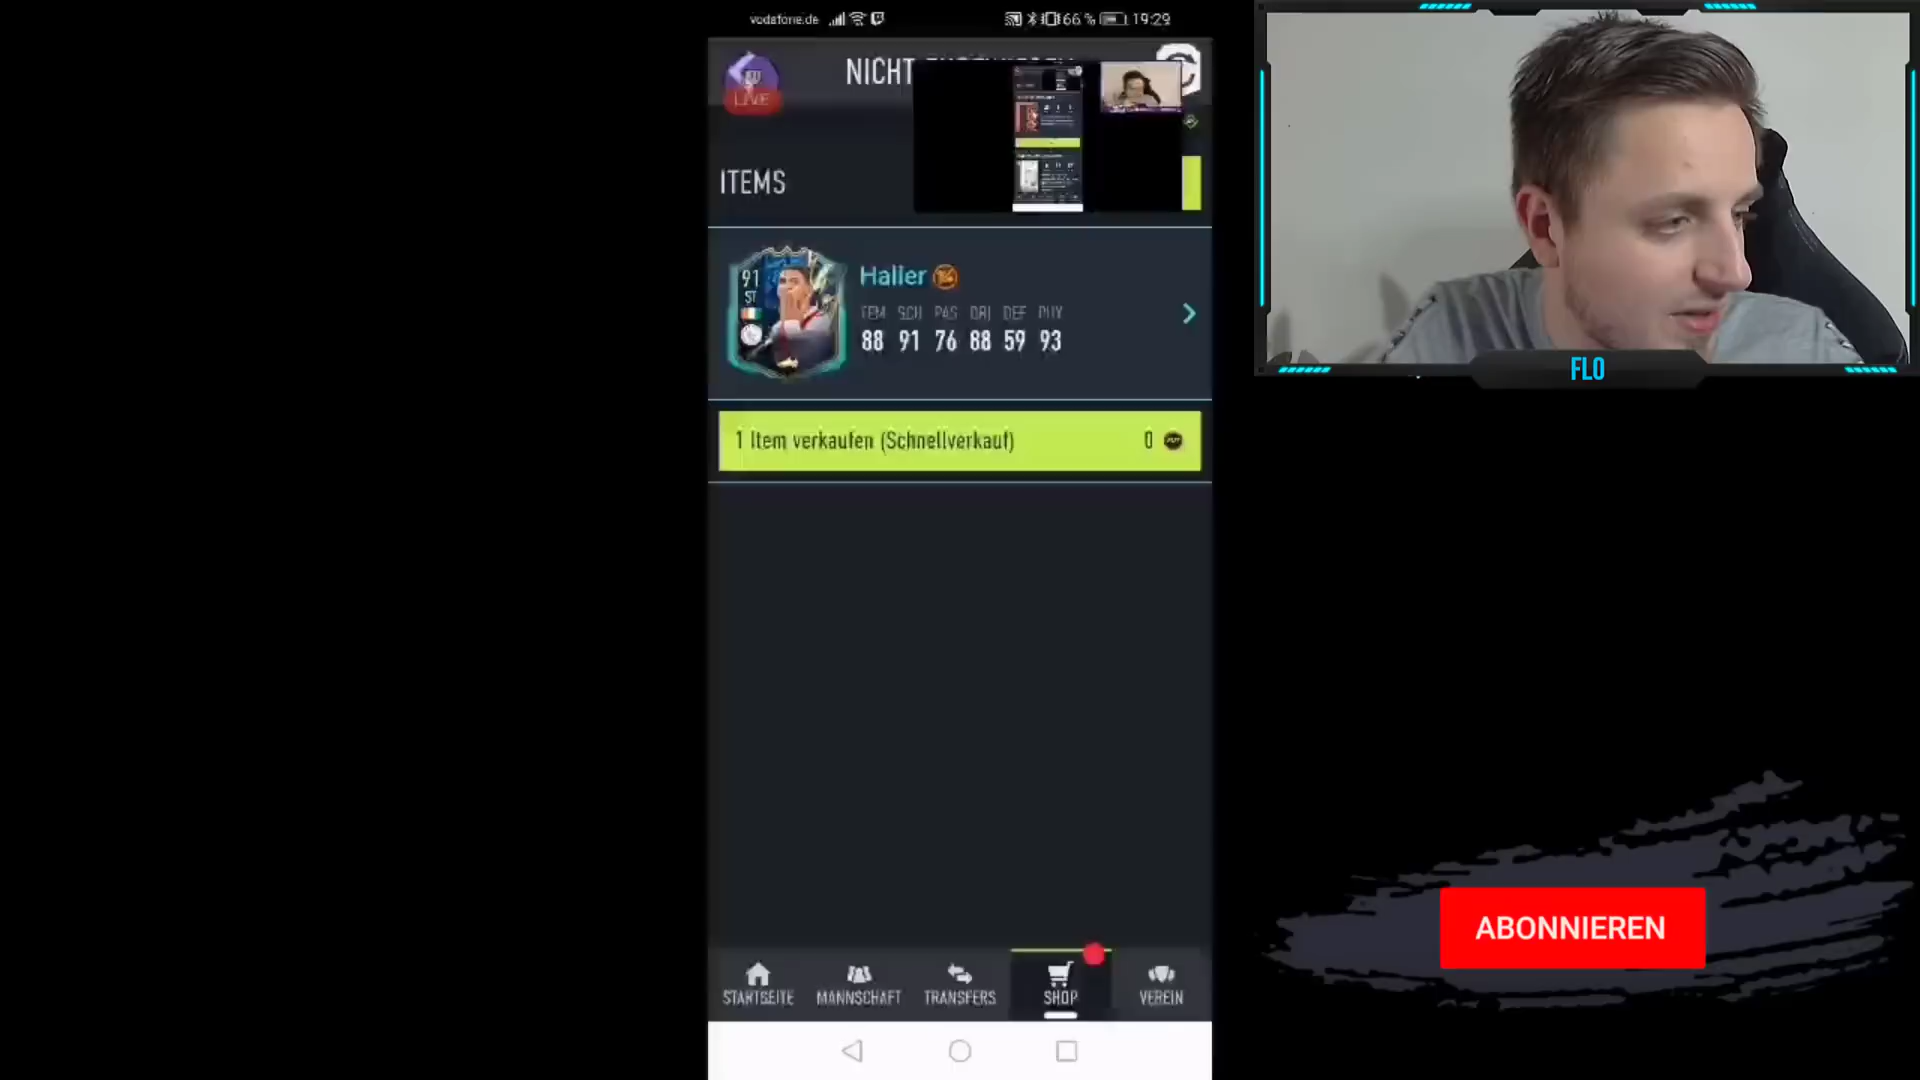 vodafone.de 66 % 19:29
LIVE
NICHT
ITEMS
91
ST
Haller
TEM SCH PAS DRI DEF PHY
88 91 76 88 59 93
1 Item verkaufen (Schnellverkauf) 0
STARTSEITE MANNSCHAFT TRANSFERS SHOP VEREIN
FLO
ABONNIEREN